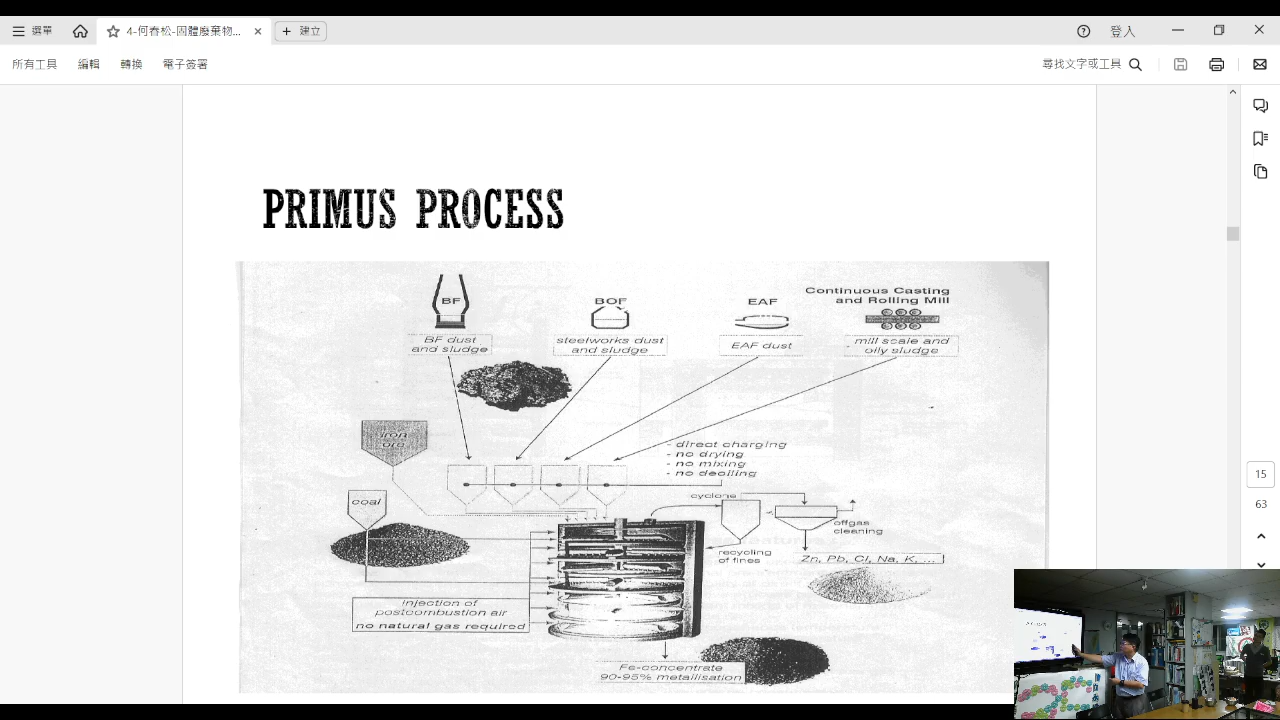 選單
4-何春松-固體廢棄物...
建立
登入
所有工具
編輯
轉換
電子簽署
尋找文字或工具
PRIMUS PROCESS
BF
BOF
EAF
Continuous Casting
and Rolling Mill
BF dust
and sludge
steelworks dust
and sludge
EAF dust
mill scale and
oily sludge
iron
ore
- direct charging
- no drying
- no mixing
- no deoiling
coal
cyclone
offgas
cleaning
recycling
of fines
Zn, Pb, Cl, Na, K, ...
injection of
postcombustion air
no natural gas required
Fe-concentrate
90-95% metallisation
15
63